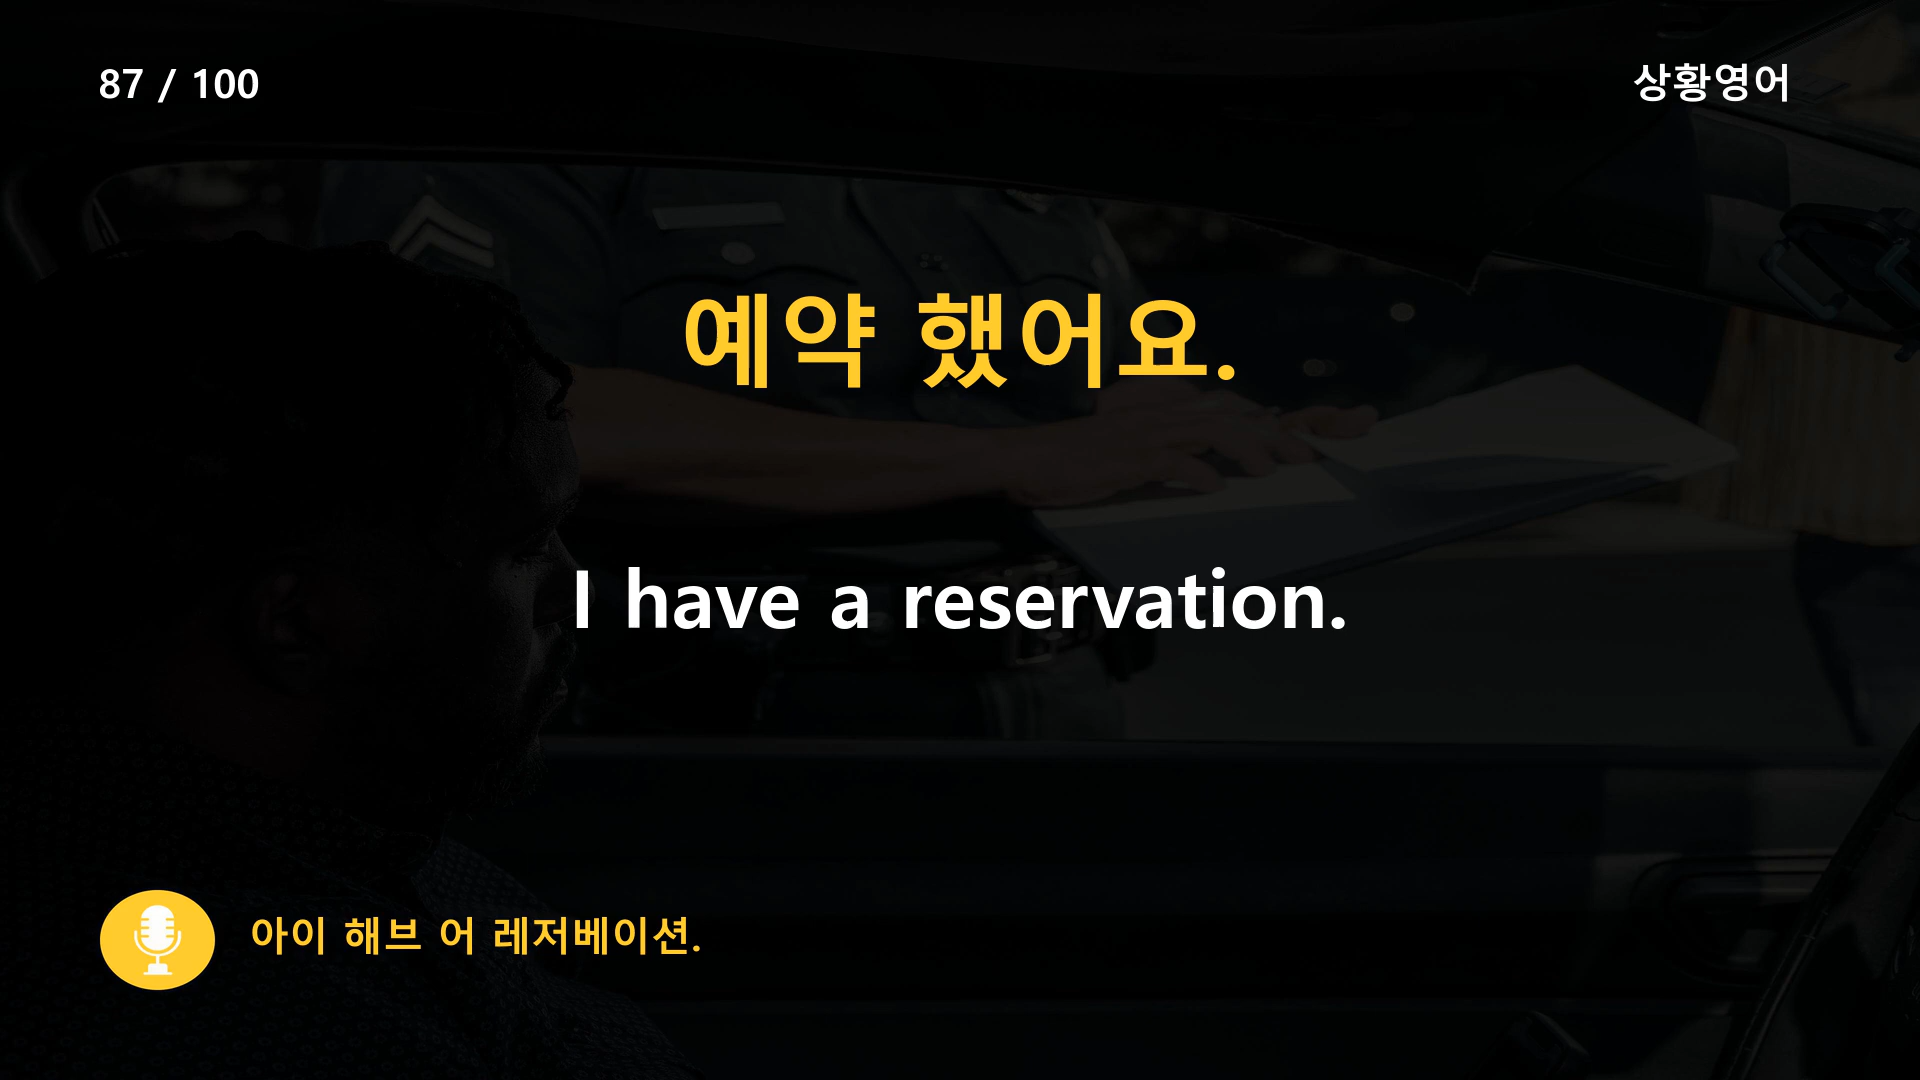 87 / 100
상황영어
예약 했어요.
I have a reservation.
아이 해브 어 레저베이션.